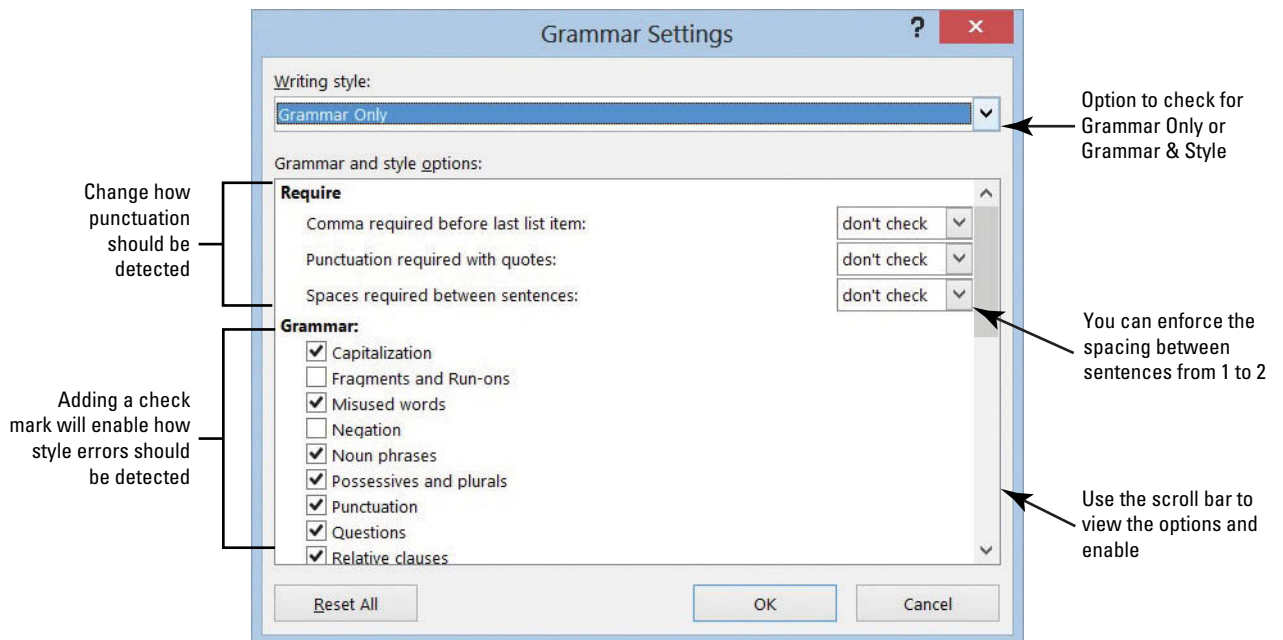 Grammar Settings
?
Writing style:
Grammar Only
Option to check for
Grammar Only or
Grammar & Style
Grammar and style options:
Change how
punctuation
should be
detected
Require
Comma required before last list item: don't check
Punctuation required with quotes: don't check
Spaces required between sentences: don't check
You can enforce the
spacing between
sentences from 1 to 2
Grammar:
Capitalization
Fragments and Run-ons
Misused words
Negation
Noun phrases
Possessives and plurals
Punctuation
Questions
Relative clauses
Adding a check
mark will enable how
style errors should
be detected
Use the scroll bar to
view the options and
enable
Reset All OK Cancel